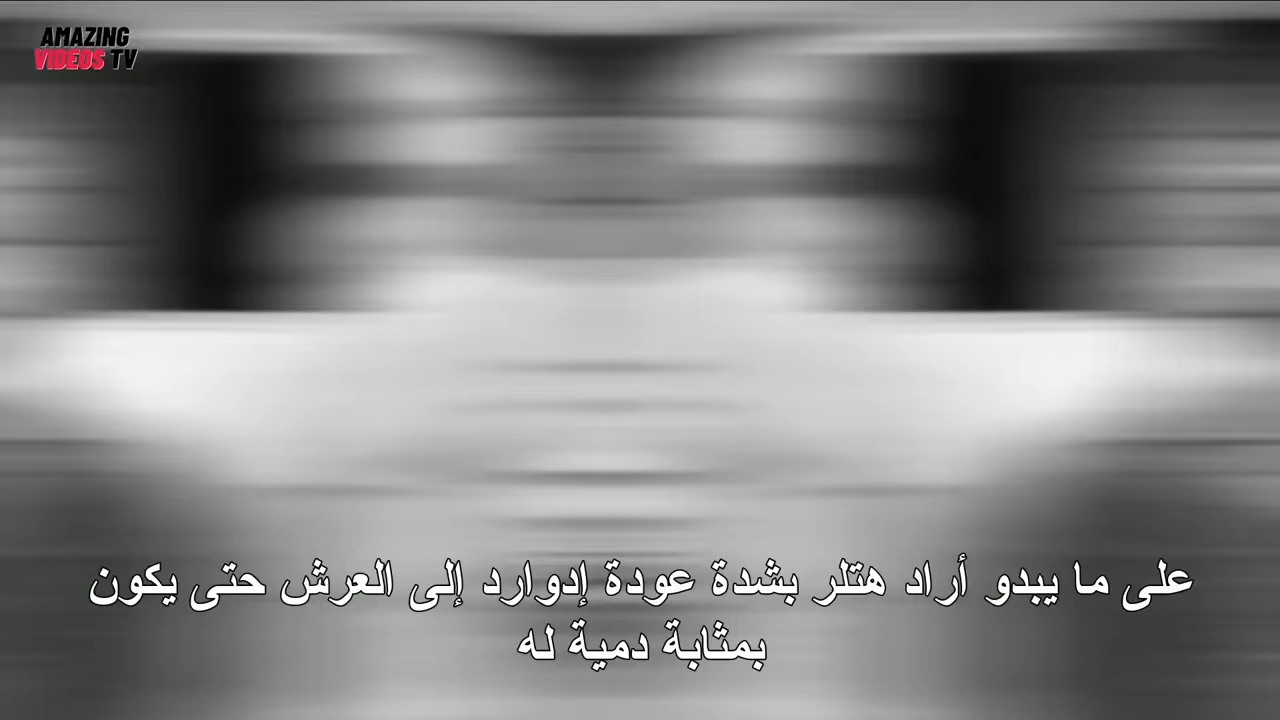 AMAZING
VIDEOS TV
على ما يبدو أراد هتلر بشدة عودة إدوارد إلى العرش حتى يكون
بمثابة دمية له